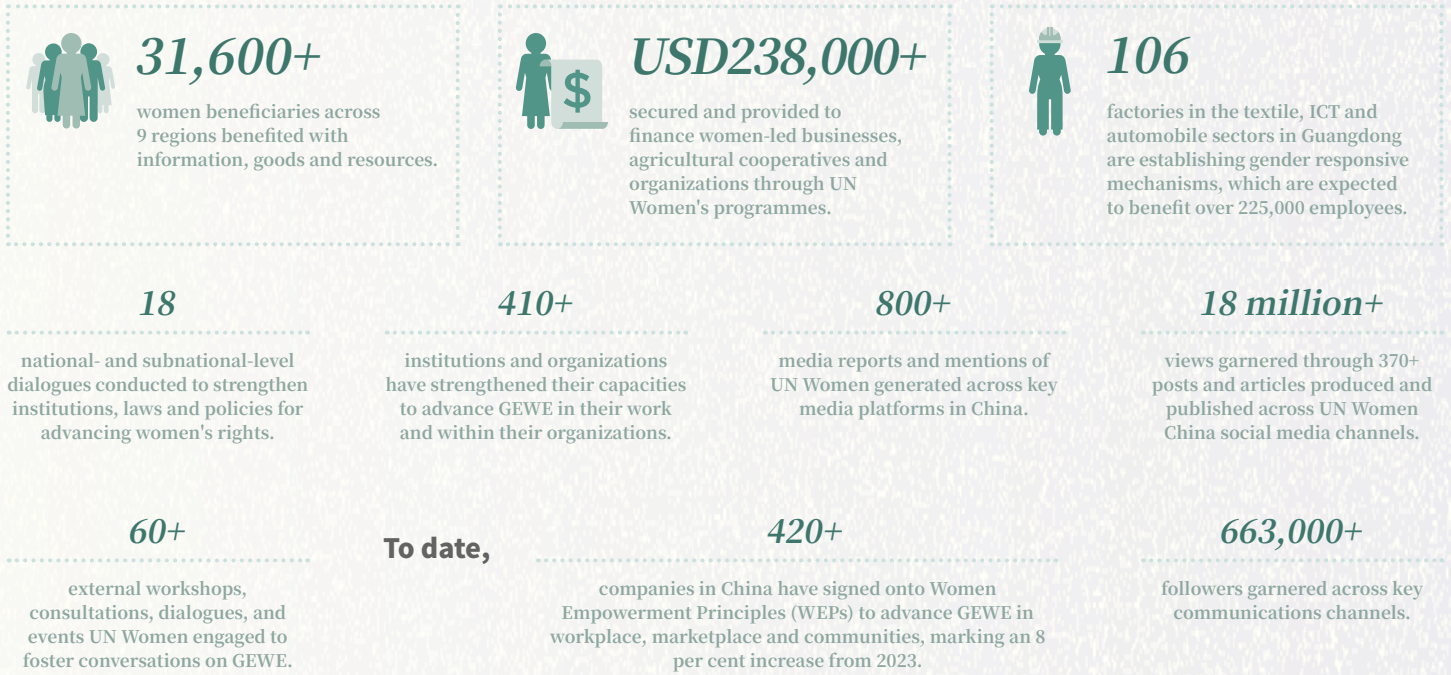 31,600+
women beneficiaries across
9 regions benefited with
information, goods and resources.
USD238,000+
secured and provided to
finance women-led businesses,
agricultural cooperatives and
organizations through UN
Women's programmes.
106
factories in the textile, ICT and
automobile sectors in Guangdong
are establishing gender responsive
mechanisms, which are expected
to benefit over 225,000 employees.
18
national- and subnational-level
dialogues conducted to strengthen
institutions, laws and policies for
advancing women's rights.
410+
institutions and organizations
have strengthened their capacities
to advance GEWE in their work
and within their organizations.
800+
media reports and mentions of
UN Women generated across key
media platforms in China.
18 million+
views garnered through 370+
posts and articles produced and
published across UN Women
China social media channels.
60+
external workshops,
consultations, dialogues, and
events UN Women engaged to
foster conversations on GEWE.
To date,
420+
companies in China have signed onto Women
Empowerment Principles (WEPs) to advance GEWE in
workplace, marketplace and communities, marking an 8
per cent increase from 2023.
663,000+
followers garnered across key
communications channels.
$